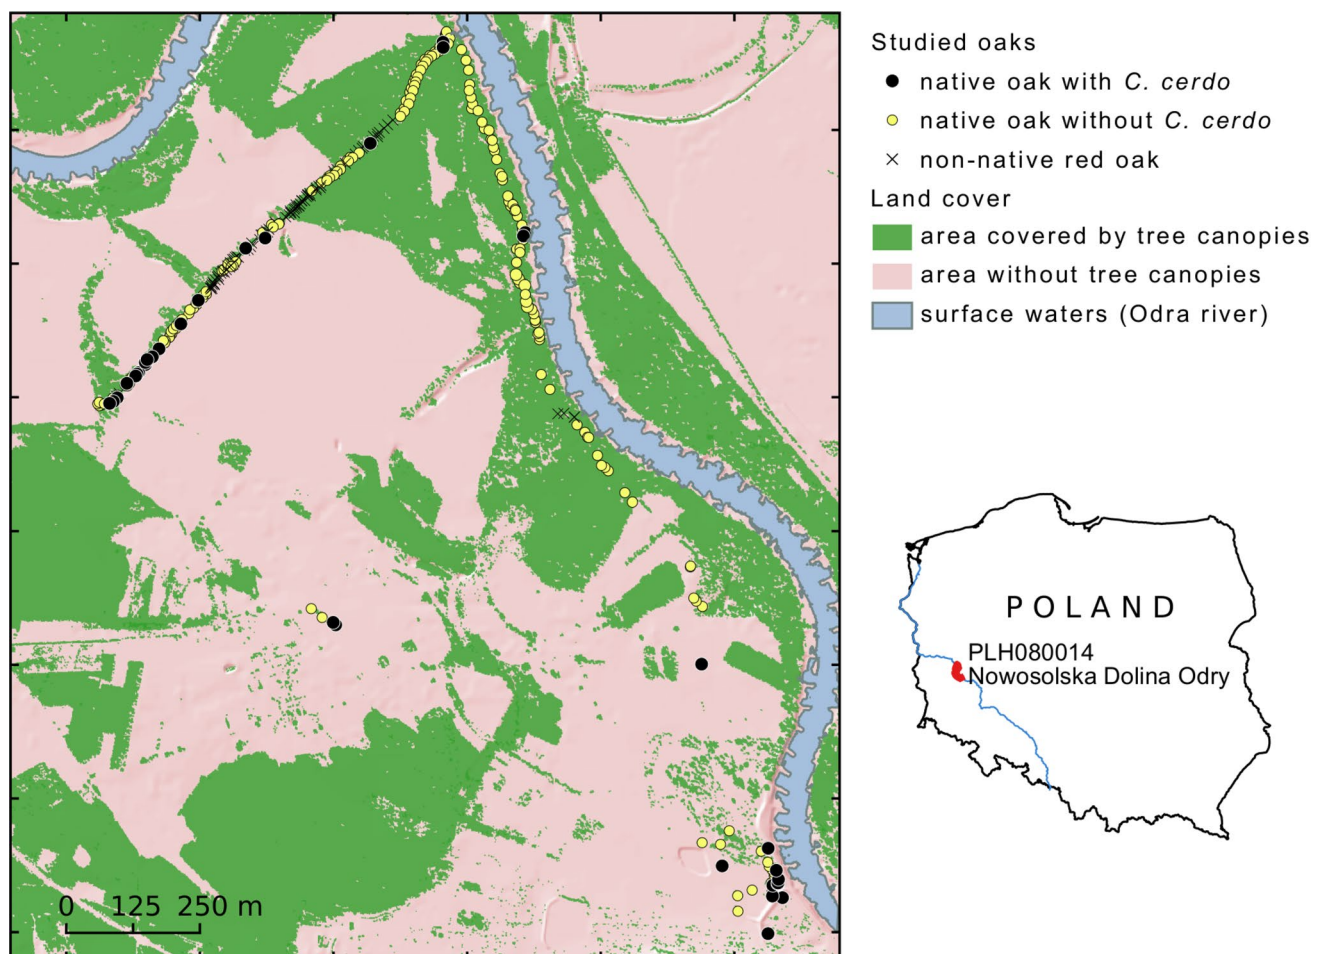 Studied oaks
native oak with C. cerdo
native oak without C. cerdo
non-native red oak
Land cover
area covered by tree canopies
area without tree canopies
surface waters (Odra river)
POLAND
PLH080014
Nowosolska Dolina Odry
0 125 250 m